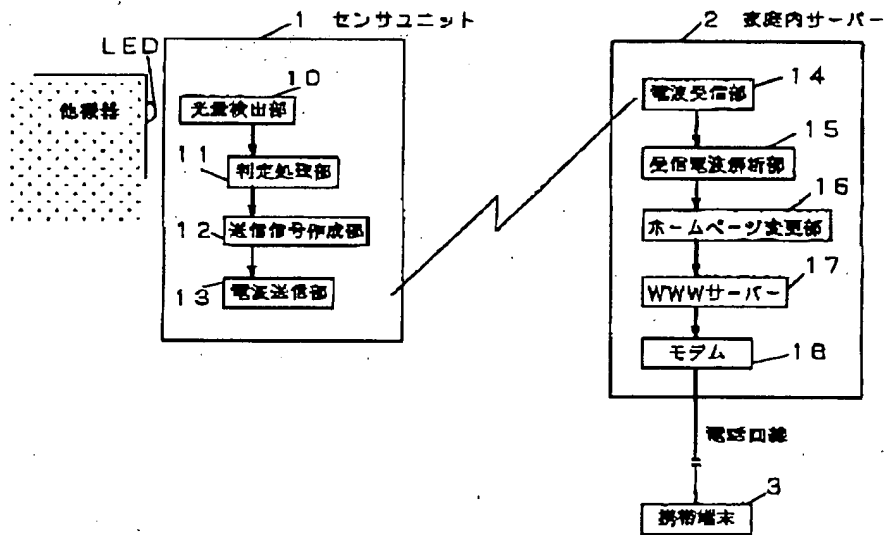 1 センサユニット
LED
他機器
10
光量検出部
11
判定処理部
12
送信信号作成部
13
電波送信部
2 家庭内サーバー
14
電波受信部
15
受信電波解析部
16
ホームページ変更部
17
WWWサーバー
モデム
18
電話回線
3
携帯端末